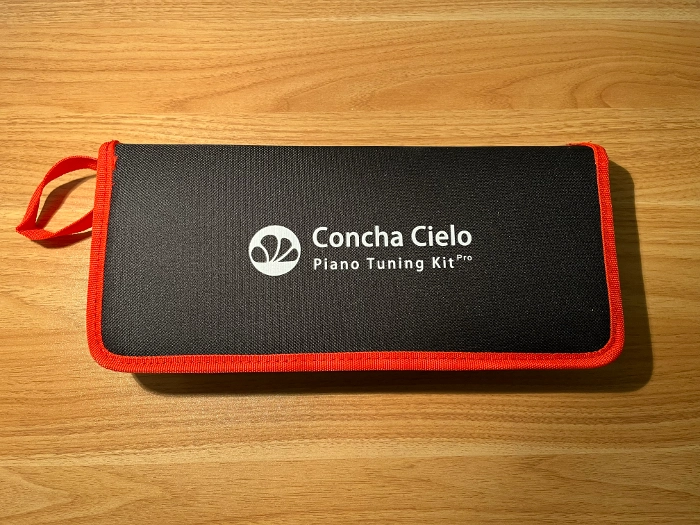 Concha Cielo
Piano Tuning Kit Pro